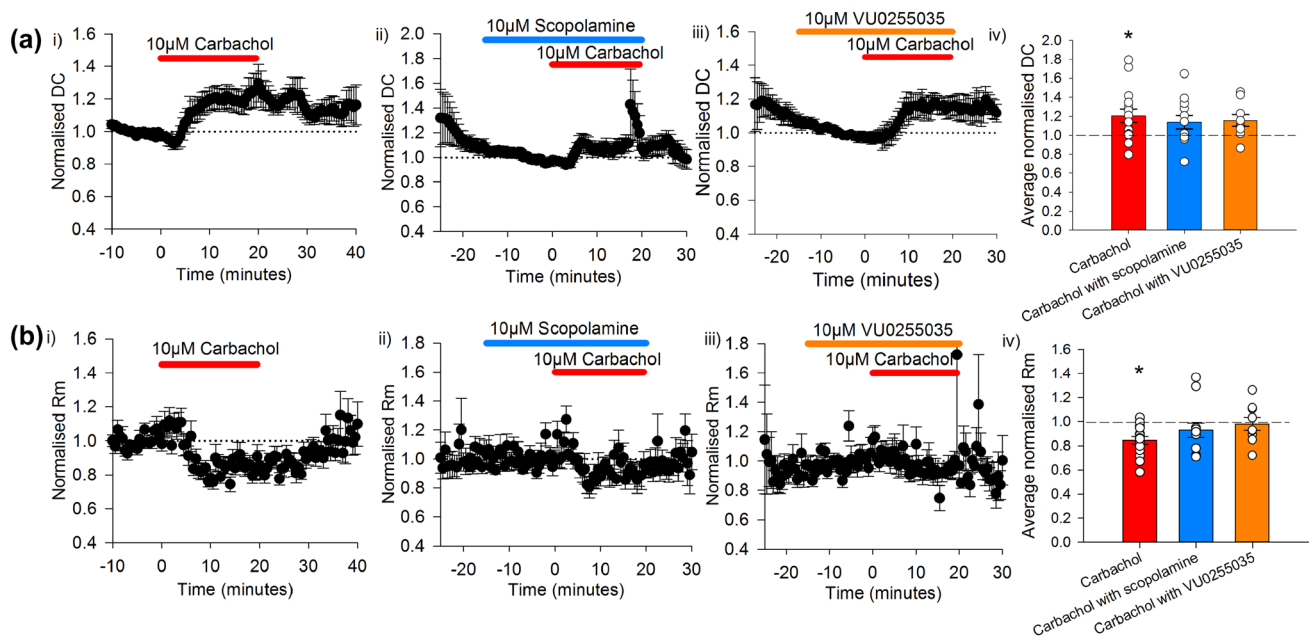 (a)
i)
10µM Carbachol
Normalised DC
1.6
1.4
1.2
1.0
0.8
0.6
0.4
-10 0 10 20 30 40
Time (minutes)
ii)
10µM Scopolamine
10µM Carbachol
Normalised DC
1.8
1.6
1.4
1.2
1.0
0.8
0.6
0.4
-20 -10 0 10 20 30
Time (minutes)
iii)
10µM VU0255035
10µM Carbachol
Normalised DC
1.6
1.4
1.2
1.0
0.8
0.6
0.4
-20 -10 0 10 20 30
Time (minutes)
iv)
*
Average normalised DC
2.0
1.8
1.6
1.4
1.2
1.0
0.8
0.6
0.4
0.2
0.0
Carbachol
Carbachol with scopolamine
Carbachol with VU0255035
(b)
i)
10µM Carbachol
Normalised Rm
1.6
1.4
1.2
1.0
0.8
0.6
0.4
-10 0 10 20 30 40
Time (minutes)
ii)
10µM Scopolamine
10µM Carbachol
Normalised Rm
1.8
1.6
1.4
1.2
1.0
0.8
0.6
0.4
-20 -10 0 10 20 30
Time (minutes)
iii)
10µM VU0255035
10µM Carbachol
Normalised Rm
1.8
1.6
1.4
1.2
1.0
0.8
0.6
0.4
-20 -10 0 10 20 30
Time (minutes)
iv)
*
Average normalised Rm
1.6
1.4
1.2
1.0
0.8
0.6
0.4
0.2
0.0
Carbachol
Carbachol with scopolamine
Carbachol with VU0255035